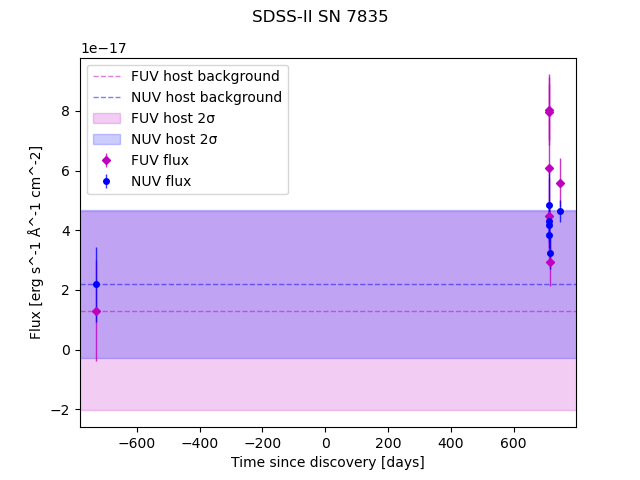 SDSS-II SN 7835
1e−17
FUV host background
NUV host background
FUV host 2σ
NUV host 2σ
FUV flux
NUV flux
8
6
4
2
0
−2
Flux [erg s^-1 Å^-1 cm^-2]
−600 −400 −200 0 200 400 600
Time since discovery [days]